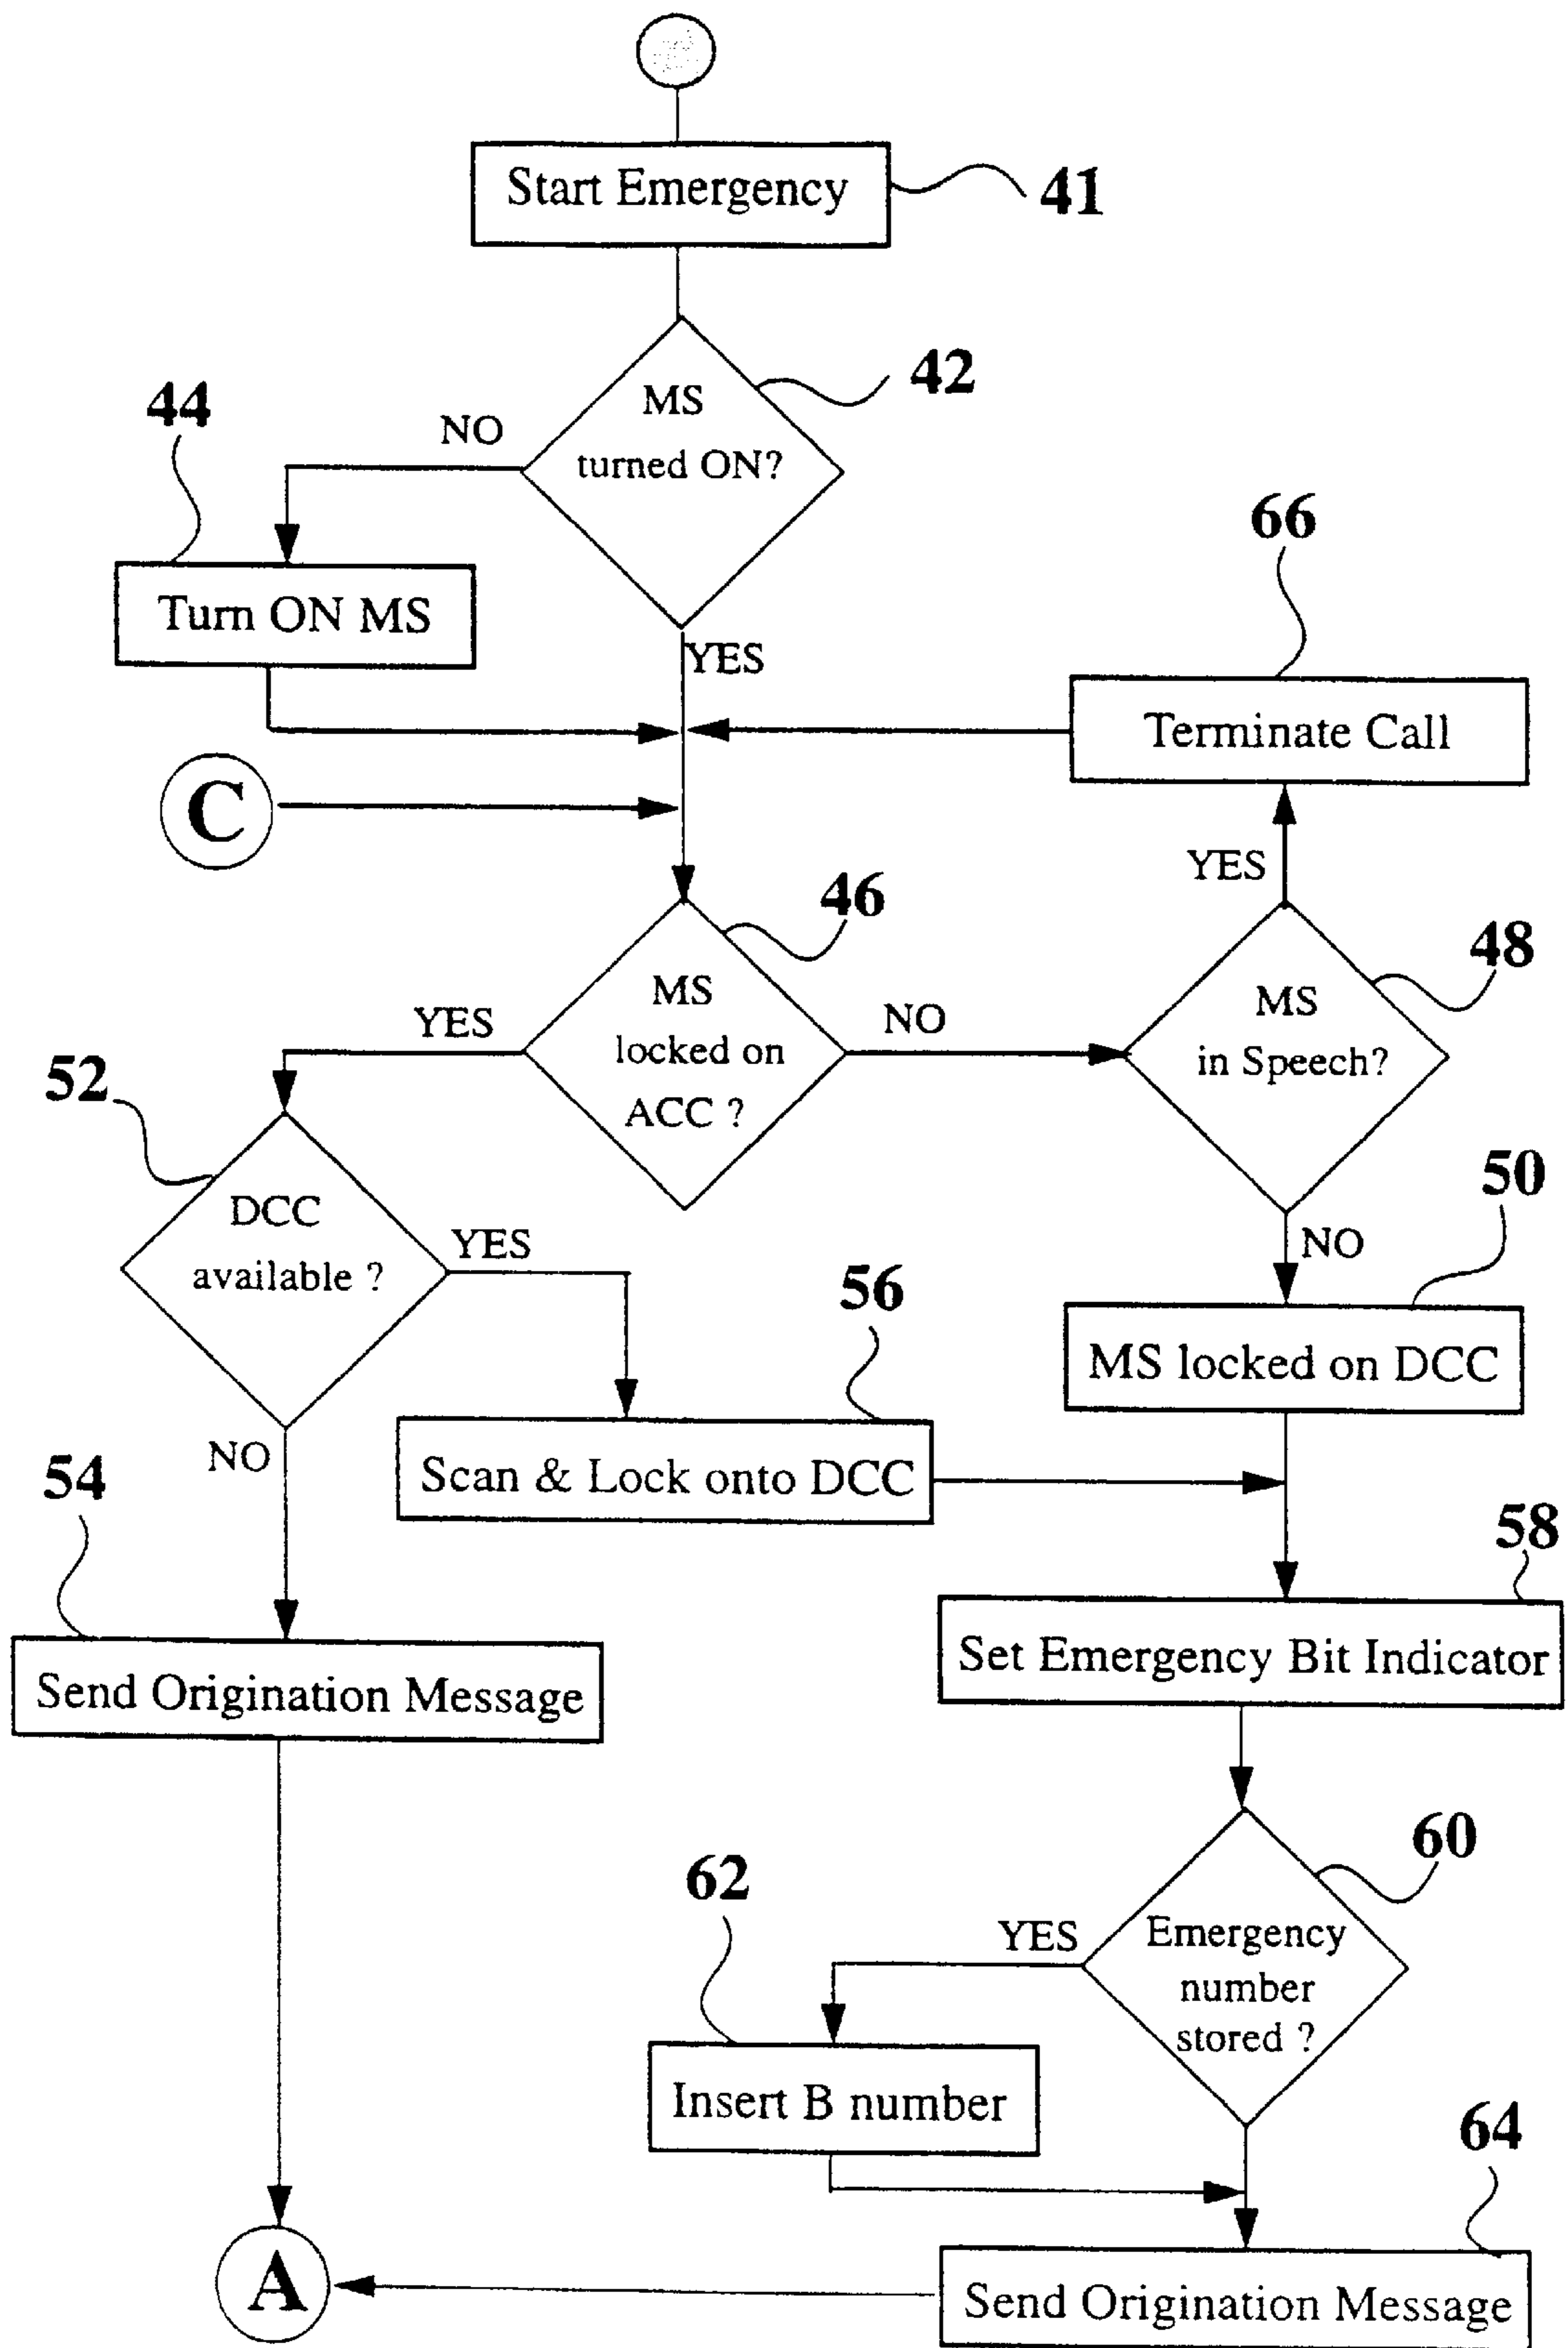 Start Emergency
41
42
MS
turned ON?
NO
44
Turn ON MS
YES
66
Terminate Call
C
YES
46
MS
locked on
ACC ?
YES
NO
48
MS
in Speech?
52
DCC
available ?
YES
NO
50
MS locked on DCC
NO
56
Scan & Lock onto DCC
54
Send Origination Message
58
Set Emergency Bit Indicator
60
Emergency
number
stored ?
YES
62
Insert B number
64
Send Origination Message
A